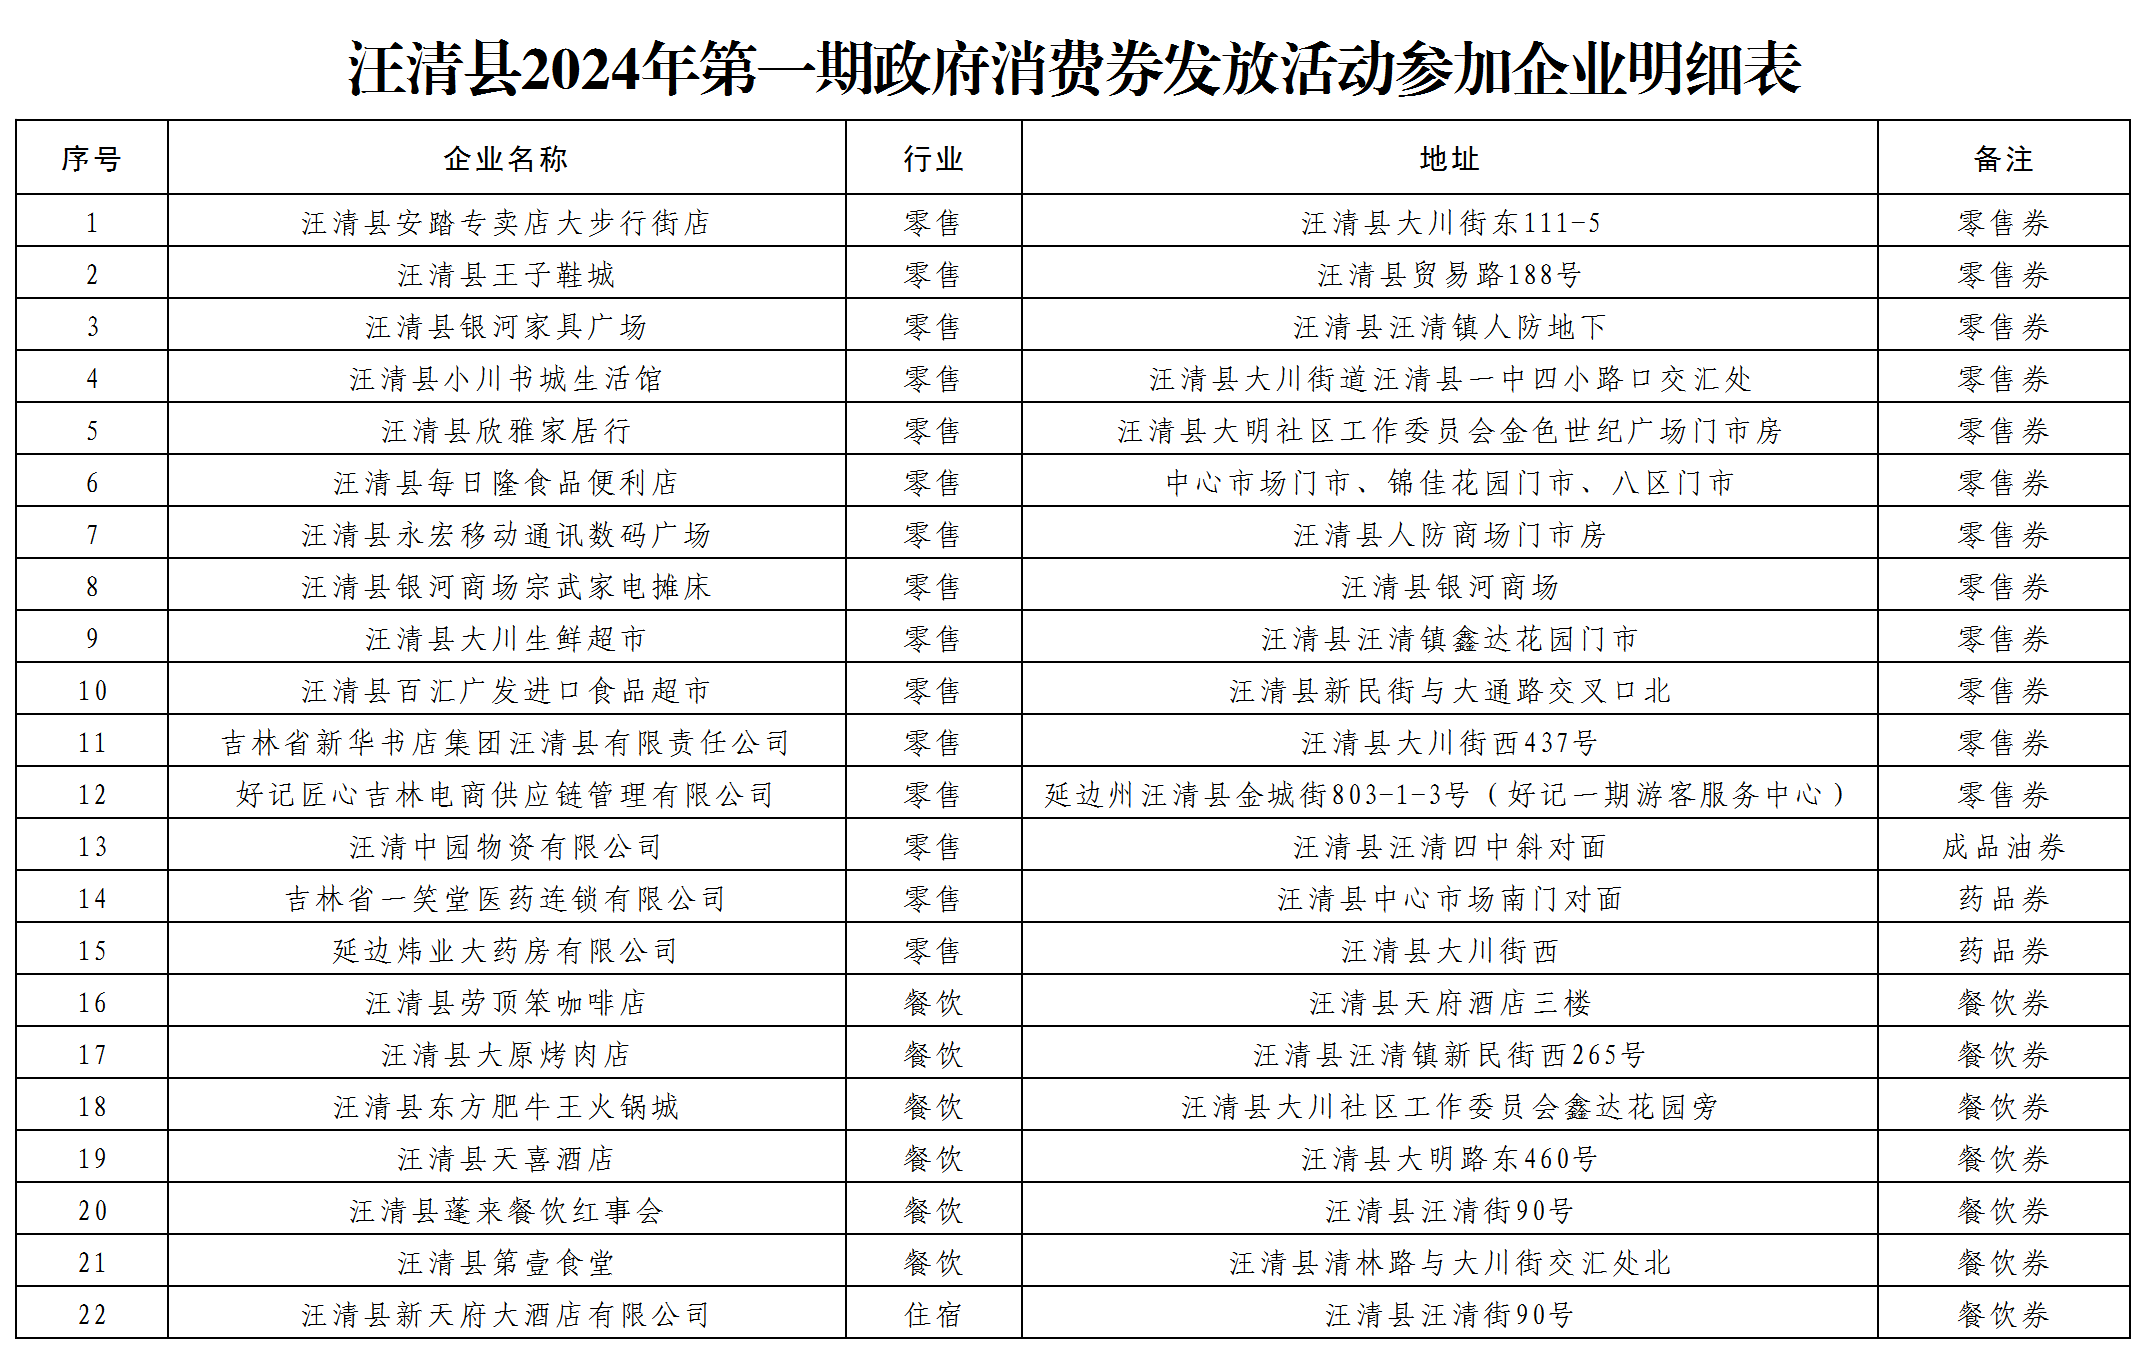 汪清县2024年第一期政府消费券发放活动参加企业明细表
序号 企业名称 行业 地址 备注
1 汪清县安踏专卖店大步行街店 零售 汪清县大川街东111-5 零售券
2 汪清县王子鞋城 零售 汪清县贸易路188号 零售券
3 汪清县银河家具广场 零售 汪清县汪清镇人防地下 零售券
4 汪清县小川书城生活馆 零售 汪清县大川街道汪清县一中四小路口交汇处 零售券
5 汪清县欣雅家居行 零售 汪清县大明社区工作委员会金色世纪广场门市房 零售券
6 汪清县每日隆食品便利店 零售 中心市场门市、锦佳花园门市、八区门市 零售券
7 汪清县永宏移动通讯数码广场 零售 汪清县人防商场门市房 零售券
8 汪清县银河商场宗武家电摊床 零售 汪清县银河商场 零售券
9 汪清县大川生鲜超市 零售 汪清县汪清镇鑫达花园门市 零售券
10 汪清县百汇广发进口食品超市 零售 汪清县新民街与大通路交叉口北 零售券
11 吉林省新华书店集团汪清县有限责任公司 零售 汪清县大川街西437号 零售券
12 好记匠心吉林电商供应链管理有限公司 零售 延边州汪清县金城街803-1-3号（好记一期游客服务中心） 零售券
13 汪清中园物资有限公司 零售 汪清县汪清四中斜对面 成品油券
14 吉林省一笑堂医药连锁有限公司 零售 汪清县中心市场南门对面 药品券
15 延边炜业大药房有限公司 零售 汪清县大川街西 药品券
16 汪清县劳顶笨咖啡店 餐饮 汪清县天府酒店三楼 餐饮券
17 汪清县大原烤肉店 餐饮 汪清县汪清镇新民街西265号 餐饮券
18 汪清县东方肥牛王火锅城 餐饮 汪清县大川社区工作委员会鑫达花园旁 餐饮券
19 汪清县天喜酒店 餐饮 汪清县大明路东460号 餐饮券
20 汪清县蓬来餐饮红事会 餐饮 汪清县汪清街90号 餐饮券
21 汪清县第壹食堂 餐饮 汪清县清林路与大川街交汇处北 餐饮券
22 汪清县新天府大酒店有限公司 住宿 汪清县汪清街90号 餐饮券